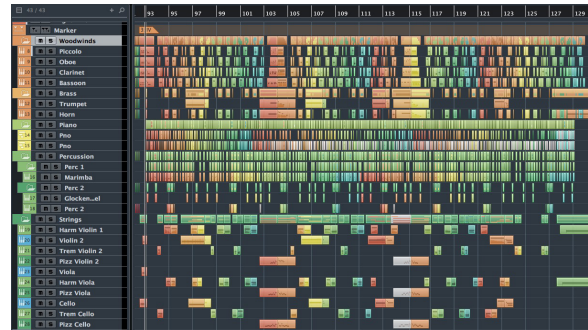 43 / 43
93 95 97 99 101 103 105 107 109 111 113 115 117 119 121 123 125 127 129
Marker
Woodwinds
Piccolo
Oboe
Clarinet
Bassoon
Brass
Trumpet
Horn
Piano
Pno
Pno
Percussion
Perc 1
Marimba
Perc 2
Glocken...el
Perc 2
Strings
Harm Violin 1
Violin 2
Trem Violin 2
Pizz Violin 2
Viola
Harm Viola
Pizz Viola
Cello
Trem Cello
Pizz Cello